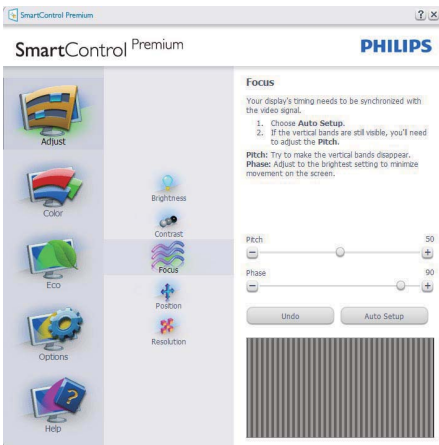 SmartControl Premium
SmartControl Premium
PHILIPS
Adjust
Color
Eco
Options
Help
Brightness
Contrast
Focus
Position
Resolution
Focus
Your display's timing needs to be synchronized with
the video signal.
1. Choose Auto Setup.
2. If the vertical bands are still visible, you'll need
to adjust the Pitch.
Pitch: Try to make the vertical bands disappear.
Phase: Adjust to the brightest setting to minimize
movement on the screen.
Pitch 50
Phase 90
Undo Auto Setup